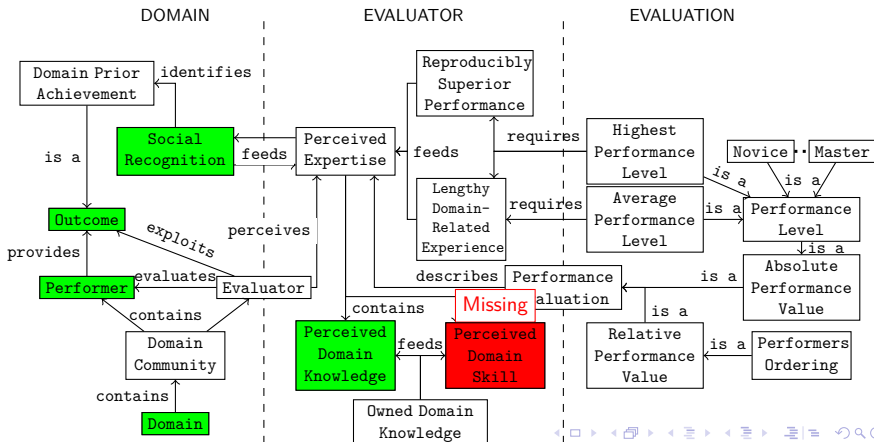 DOMAIN
EVALUATOR
EVALUATION
Domain Prior
Achievement
identifies
is a
Social
Recognition
feeds
Perceived
Expertise
Reproducibly
Superior
Performance
feeds
requires
Highest
Performance
Level
Novice
..
Master
is a
is a
Lengthy
Domain-
Related
Experience
requires
Average
Performance
Level
is a
Performance
Level
is a
Outcome
exploits
perceives
provides
Performer
evaluates
Evaluator
describes
Performance
aluation
is a
Absolute
Performance
Value
contains
contains
Missing
is a
Domain
Community
Perceived
Domain
Knowledge
feeds
Perceived
Domain
Skill
Relative
Performance
Value
is a
Performers
Ordering
contains
Domain
Owned Domain
Knowledge